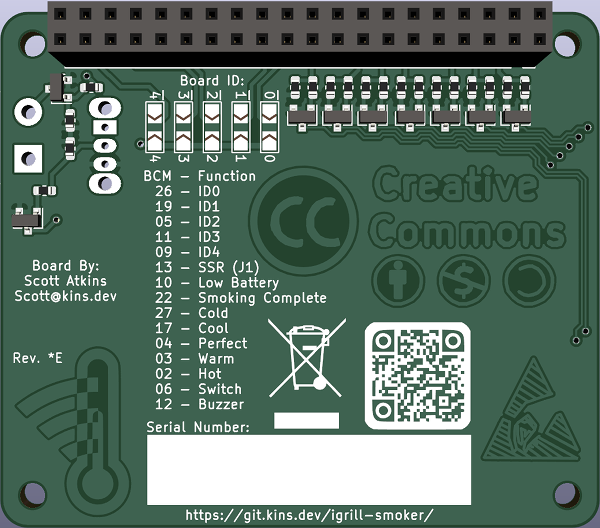 Board ID:
4 3 2 1 0
4 3 2 1 0
BCM - Function
26 - ID0
19 - ID1
05 - ID2
11 - ID3
09 - ID4
13 - SSR (J1)
10 - Low Battery
22 - Smoking Complete
27 - Cold
17 - Cool
04 - Perfect
03 - Warm
02 - Hot
06 - Switch
12 - Buzzer
CC
Creative
Commons
$
Board By:
Scott Atkins
Scott@kins.dev
Rev. *E
Serial Number:
https://git.kins.dev/igrill-smoker/